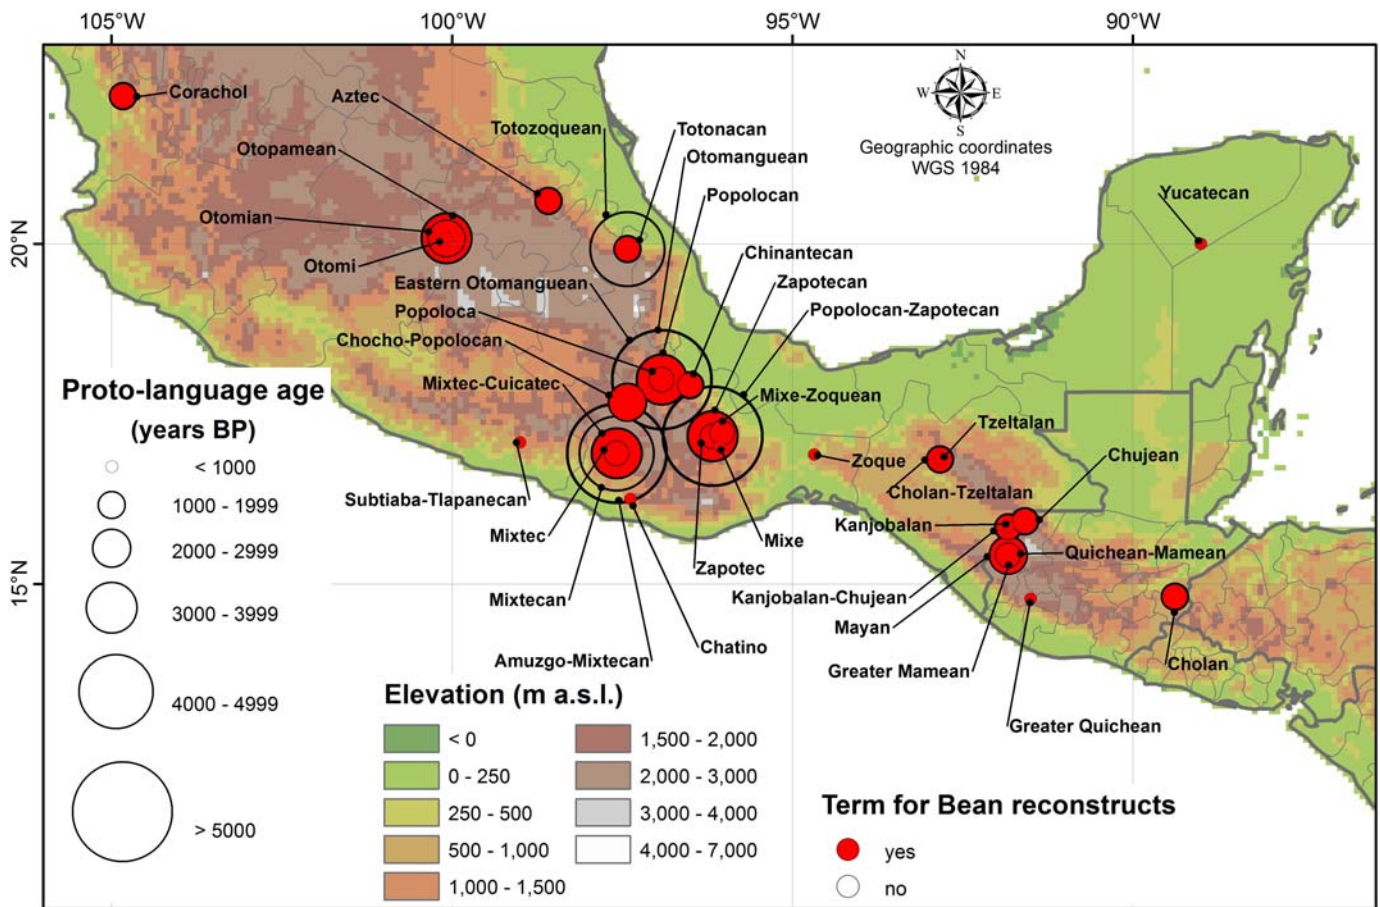 105°W
100°W
95°W
90°W
20°N
15°N
N
W
E
S
Geographic coordinates
WGS 1984
Corachol
Aztec
Otopamean
Totozoquean
Totonacan
Otomanguean
Popolocan
Yucatecan
Otomian
Otomi
Chinantecan
Eastern Otomanguean
Zapotecan
Popoloca
Popolocan-Zapotecan
Chocho-Popolocan
Mixtec-Cuicatec
Mixe-Zoquean
Tzeltalan
Chujean
Zoque
Cholan-Tzeltalan
Subtiaba-Tlapanecan
Kanjobalan
Mixtec
Mixe
Quichean-Mamean
Zapotec
Mixtecan
Kanjobalan-Chujean
Mayan
Chatino
Amuzgo-Mixtecan
Greater Mamean
Cholan
Greater Quichean
Proto-language age
(years BP)
< 1000
1000 - 1999
2000 - 2999
3000 - 3999
4000 - 4999
> 5000
Elevation (m a.s.l.)
< 0
0 - 250
250 - 500
500 - 1,000
1,000 - 1,500
1,500 - 2,000
2,000 - 3,000
3,000 - 4,000
4,000 - 7,000
Term for Bean reconstructs
yes
no